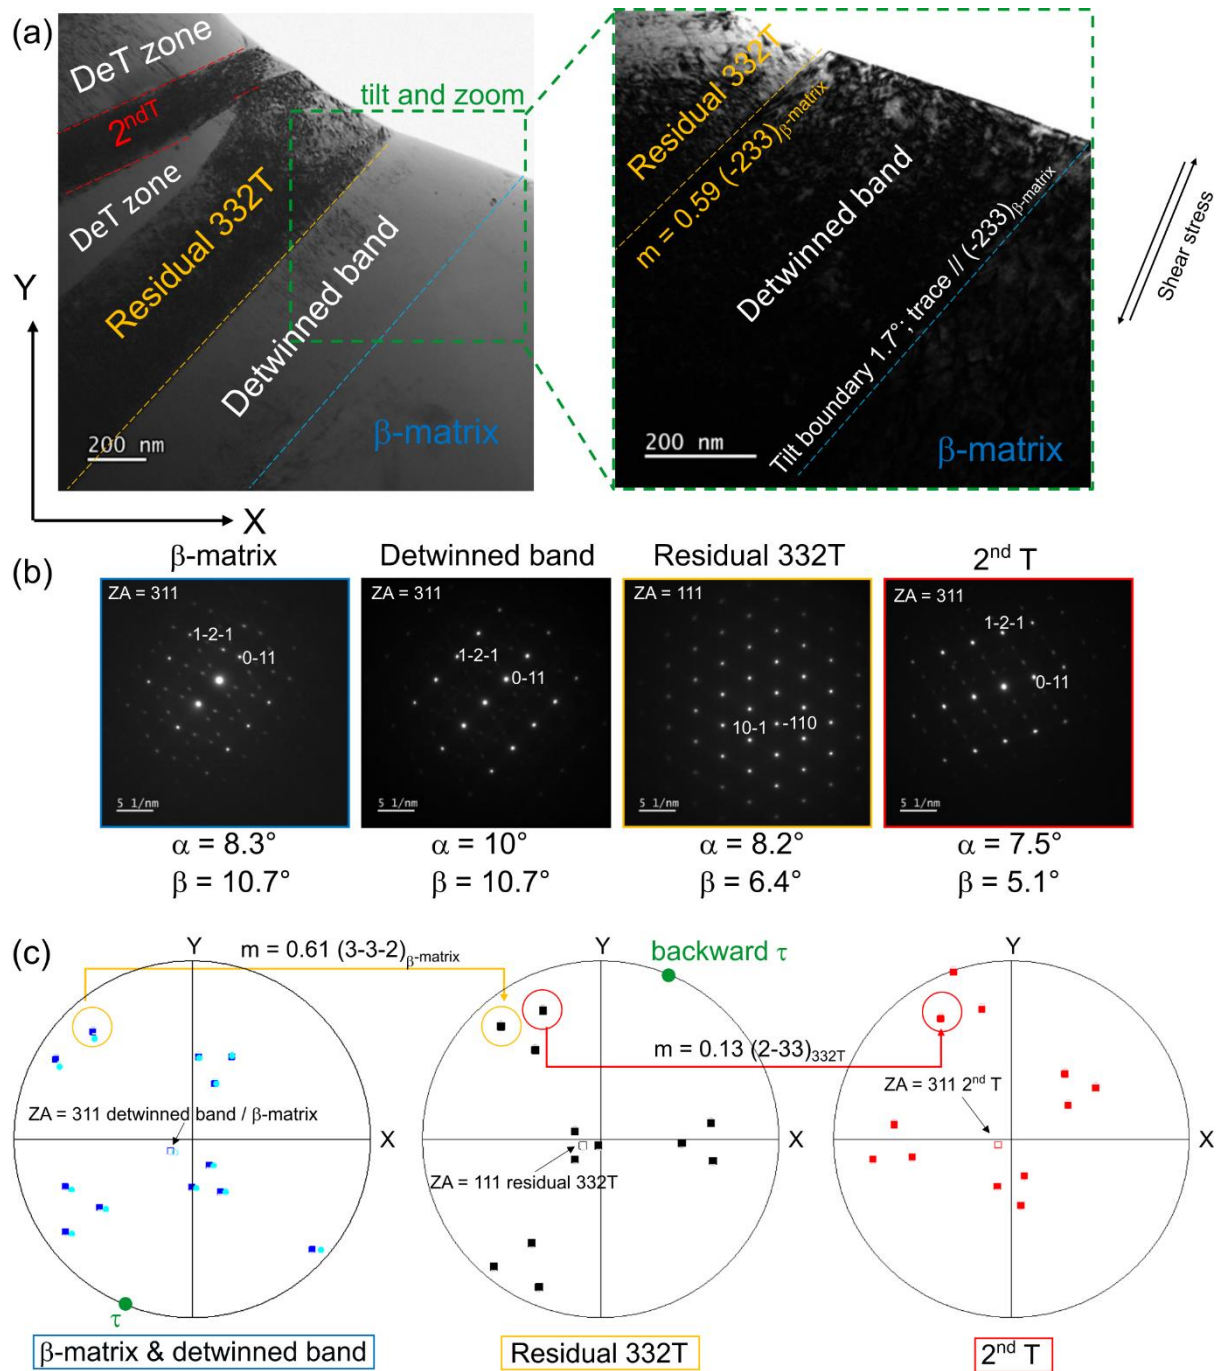 (a)
DeT zone
2ndT
DeT zone
Residual 332T
Detwinned band
β-matrix
200 nm
tilt and zoom
Y
X
Residual 332T
m = 0.59 (-233)β-matrix
Detwinned band
Tilt boundary 1.7°; trace // (-233)β-matrix
β-matrix
200 nm
Shear stress
(b)
β-matrix
ZA = 311
1-2-1
0-11
5 1/nm
α = 8.3°
β = 10.7°
Detwinned band
ZA = 311
1-2-1
0-11
5 1/nm
α = 10°
β = 10.7°
Residual 332T
ZA = 111
10-1
-110
5 1/nm
α = 8.2°
β = 6.4°
2nd T
ZA = 311
1-2-1
0-11
5 1/nm
α = 7.5°
β = 5.1°
(c)
Y
m = 0.61 (3-3-2)β-matrix
ZA = 311 detwinned band / β-matrix
X
τ
β-matrix & detwinned band
Y
backward τ
m = 0.13 (2-33)332T
X
ZA = 111 residual 332T
Residual 332T
Y
ZA = 311 2nd T
X
2nd T